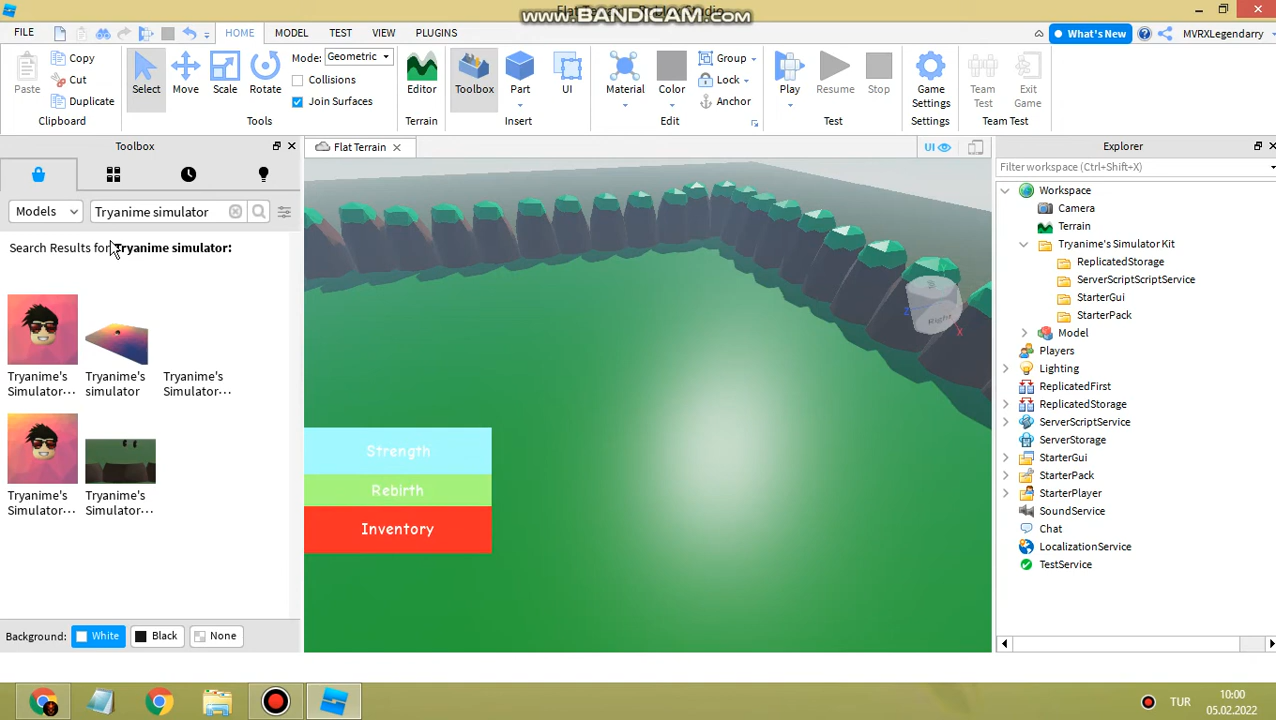 www.BANDICAM.com
FILE HOME MODEL TEST VIEW PLUGINS What's New MVRXLegendarry
Paste Copy Cut Duplicate Clipboard
Select Move Scale Rotate Tools
Mode: Geometric Collisions Join Surfaces
Editor Terrain
Toolbox Part UI Insert
Material Color Group Lock Anchor Edit
Play Resume Stop Test
Game Settings Settings
Team Test Exit Game Team Test
Toolbox
Models Tryanime simulator
Search Results for Tryanime simulator:
Tryanime's Simulator...
Tryanime's simulator
Tryanime's Simulator...
Tryanime's Simulator...
Tryanime's Simulator...
Background: White Black None
Flat Terrain
UI
Strength
Rebirth
Inventory
Right
Z
X
Explorer
Filter workspace (Ctrl+Shift+X)
Workspace
Camera
Terrain
Tryanime's Simulator Kit
ReplicatedStorage
ServerScriptScriptService
StarterGui
StarterPack
Model
Players
Lighting
ReplicatedFirst
ReplicatedStorage
ServerScriptService
ServerStorage
StarterGui
StarterPack
StarterPlayer
SoundService
Chat
LocalizationService
TestService
TUR
10:00
05.02.2022